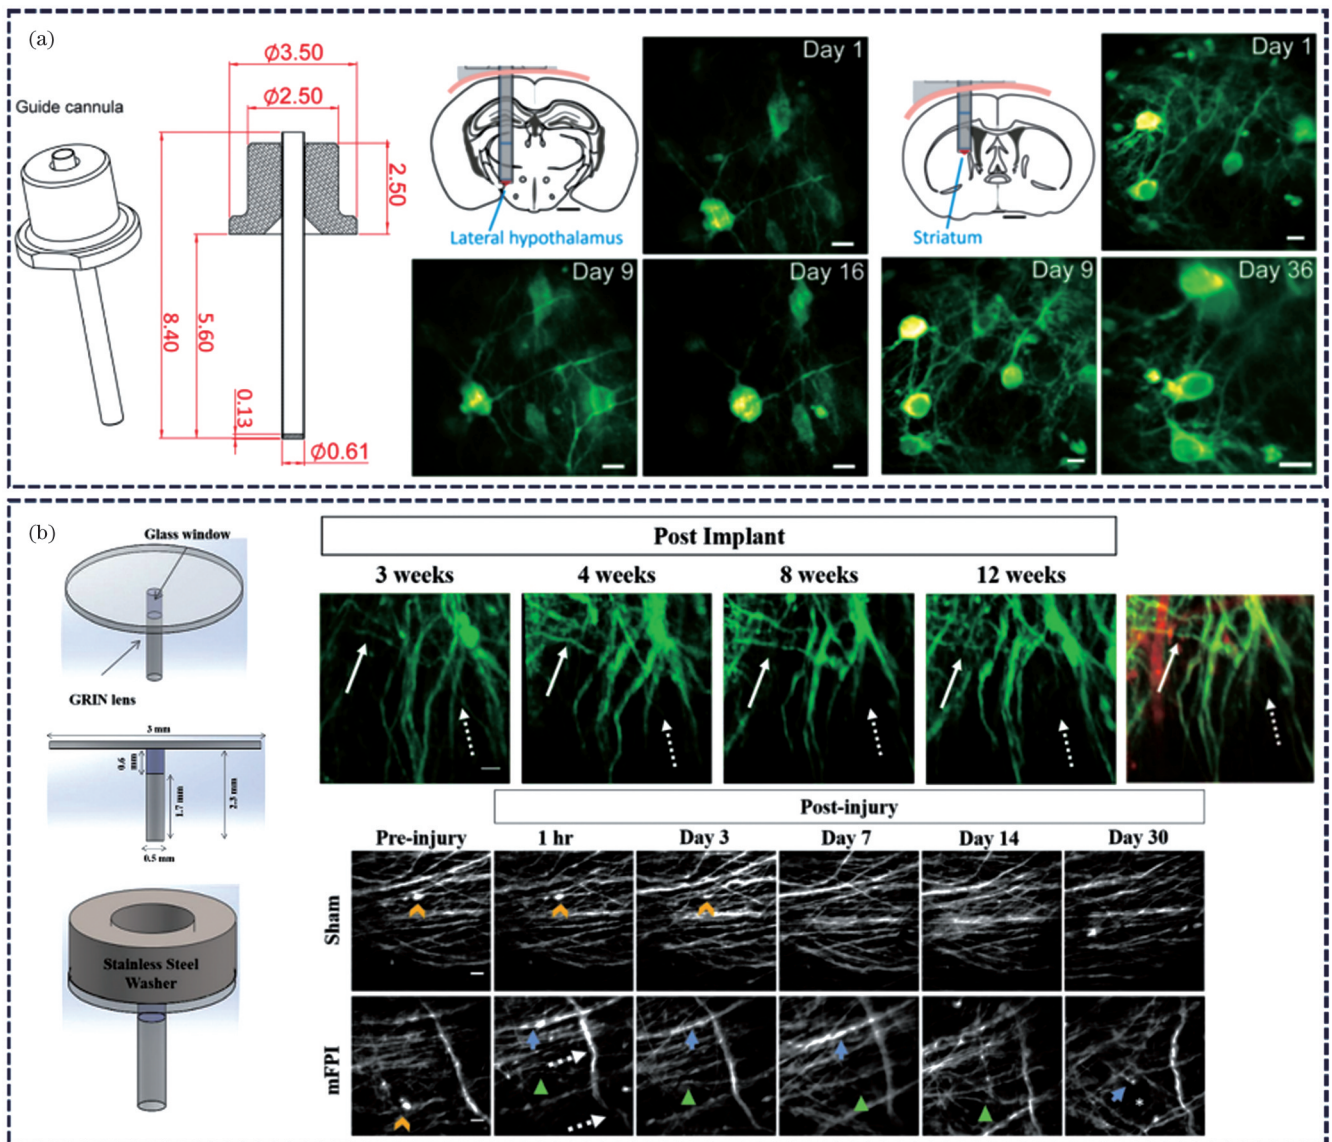 (a)
Guide cannula
Ø3.50
Ø2.50
2.50
8.40
5.60
0.13
Ø0.61
Lateral hypothalamus
Day 1
Day 9
Day 16
Striatum
Day 1
Day 9
Day 36
(b)
Glass window
GRIN lens
3 mm
0.6 mm
1.7 mm
2.3 mm
0.5 mm
Stainless Steel
Washer
Post Implant
3 weeks
4 weeks
8 weeks
12 weeks
Post-injury
Pre-injury
1 hr
Day 3
Day 7
Day 14
Day 30
Sham
mFPI
*